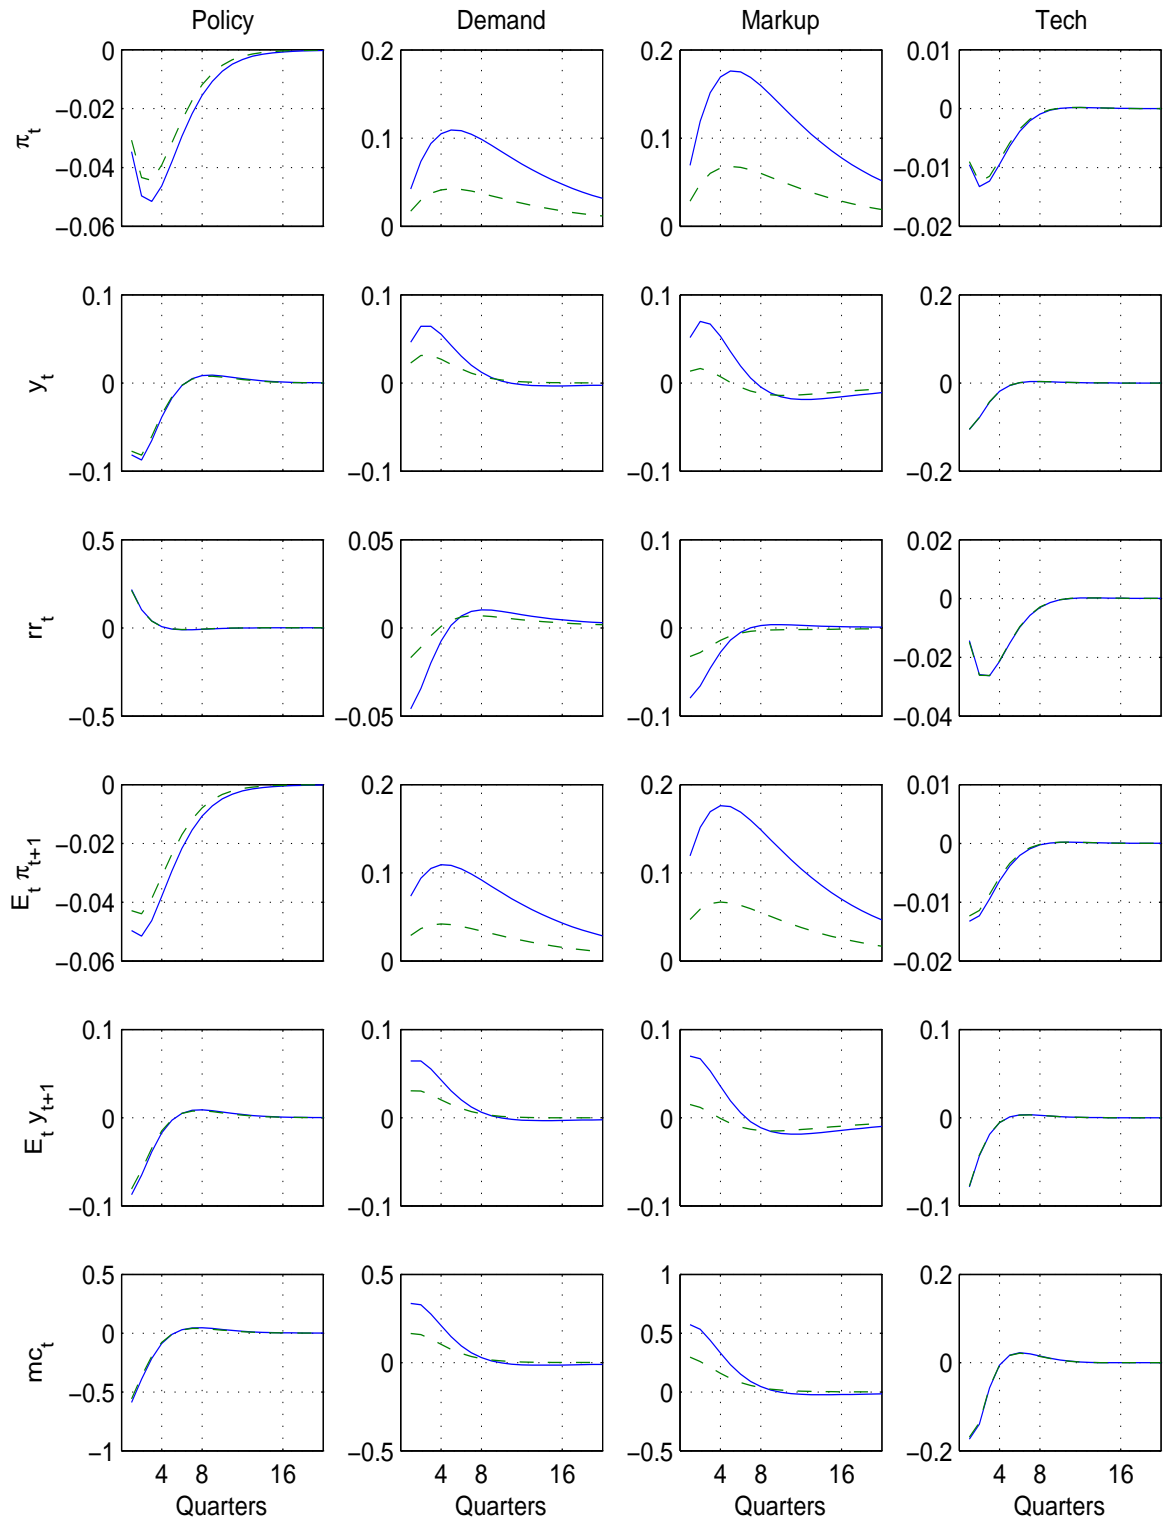 Policy Demand Markup Tech
π_t
0 −0.02 −0.04 −0.06
0.2 0.1 0
0.2 0.1 0
0.01 0 −0.01 −0.02
y_t
0.1 0 −0.1
0.1 0 −0.1
0.1 0 −0.1
0.2 0 −0.2
rr_t
0.5 0 −0.5
0.05 0 −0.05
0.1 0 −0.1
0.02 0 −0.02 −0.04
E_t π_{t+1}
0 −0.02 −0.04 −0.06
0.2 0.1 0
0.2 0.1 0
0.01 0 −0.01 −0.02
E_t y_{t+1}
0.1 0 −0.1
0.1 0 −0.1
0.1 0 −0.1
0.2 0 −0.2
mc_t
0.5 0 −0.5 −1
0.5 0 −0.5
1 0.5 0 −0.5
0.2 0 −0.2
4 8 16 4 8 16 4 8 16 4 8 16
Quarters Quarters Quarters Quarters